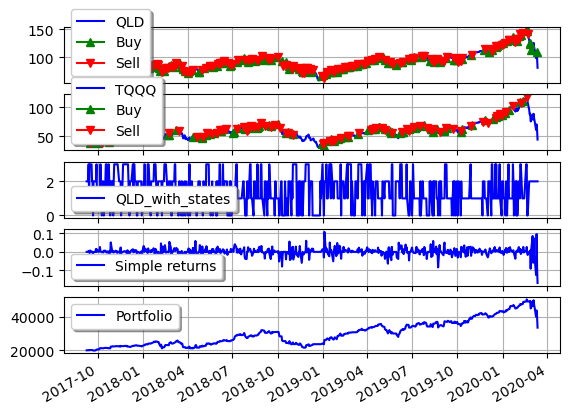 QLD
Buy
Sell
150
100
TQQQ
Buy
Sell
100
50
QLD_with_states
2
0
Simple returns
0.1
0.0
−0.1
Portfolio
40000
20000
2017-10
2018-01
2018-04
2018-07
2018-10
2019-01
2019-04
2019-07
2019-10
2020-01
2020-04